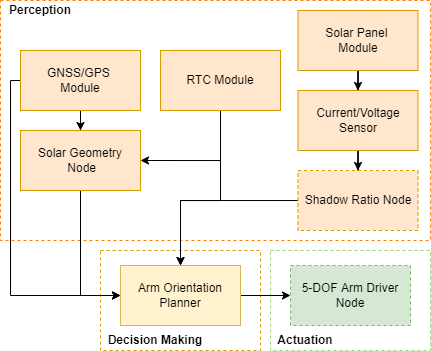 Perception
Solar Panel
Module
GNSS/GPS
Module
RTC Module
Current/Voltage
Sensor
Solar Geometry
Node
Shadow Ratio Node
Arm Orientation
Planner
5-DOF Arm Driver
Node
Decision Making
Actuation